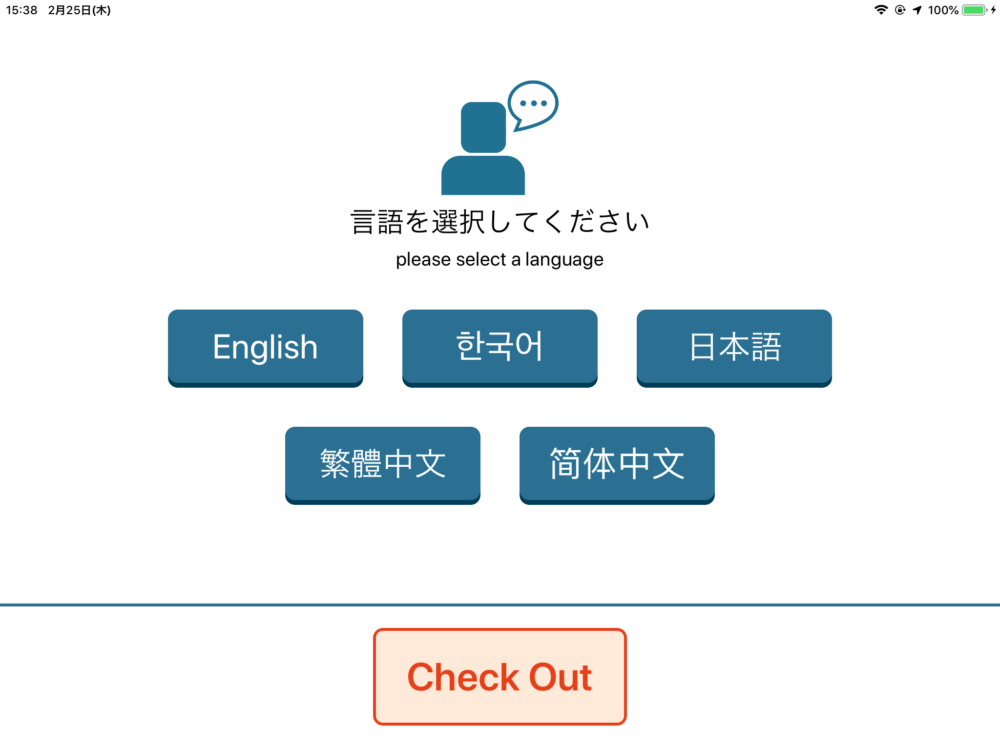 15:38 2月25日(木) 100%
言語を選択してください
please select a language
English 한국어 日本語
繁體中文 简体中文
Check Out